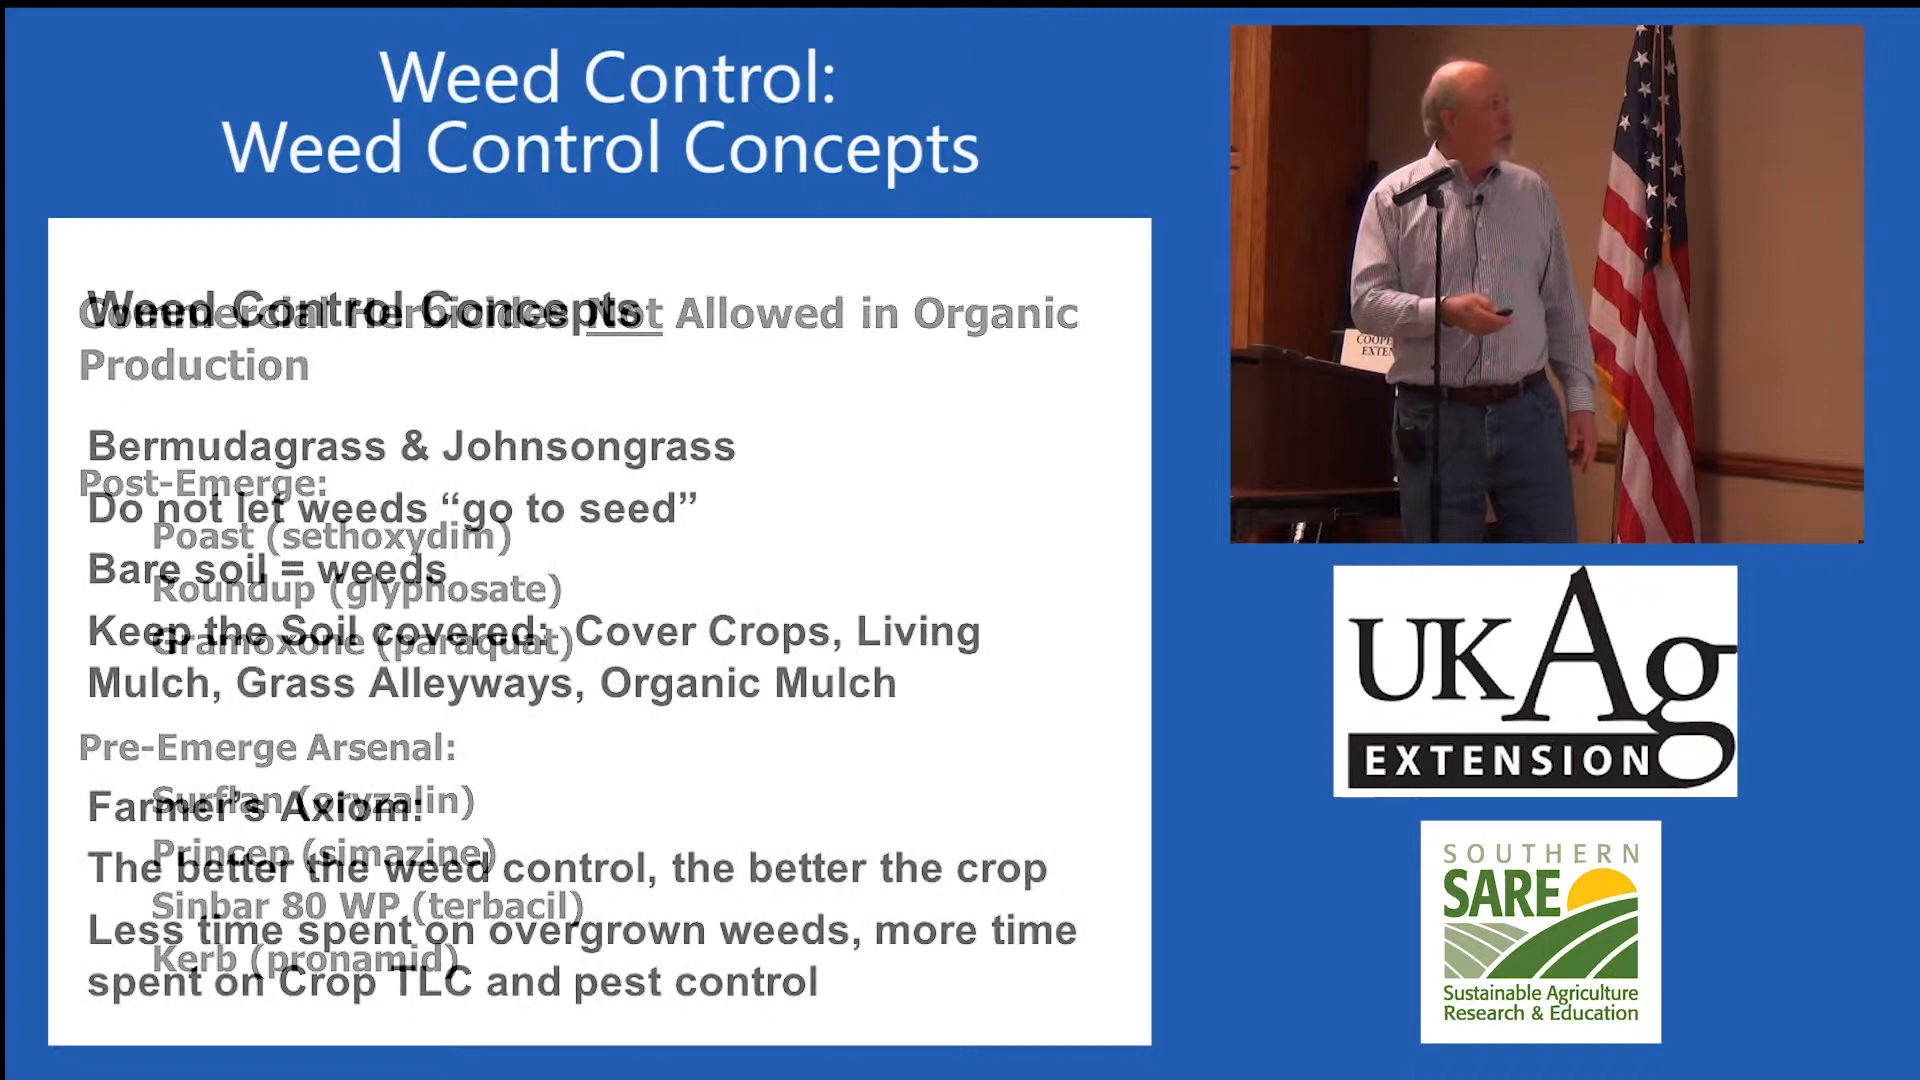 Weed Control:
Weed Control Concepts
Weed Control Concepts
Commercial Herbicides Not Allowed in Organic
Production
Bermudagrass & Johnsongrass
Post-Emerge:
Do not let weeds “go to seed”
Poast (sethoxydim)
Bare soil = weeds
Roundup (glyphosate)
Keep the Soil covered: Cover Crops, Living
Gramoxone (paraquat)
Mulch, Grass Alleyways, Organic Mulch
Pre-Emerge Arsenal:
Surflan (oryzalin)
Farmer's Axiom:
Princep (simazine)
The better the weed control, the better the crop
Sinbar 80 WP (terbacil)
Less time spent on overgrown weeds, more time
Kerb (pronamid)
spent on Crop TLC and pest control
COOPE
EXTEN
UKAg
EXTENSION
SOUTHERN
SARE
Sustainable Agriculture
Research & Education